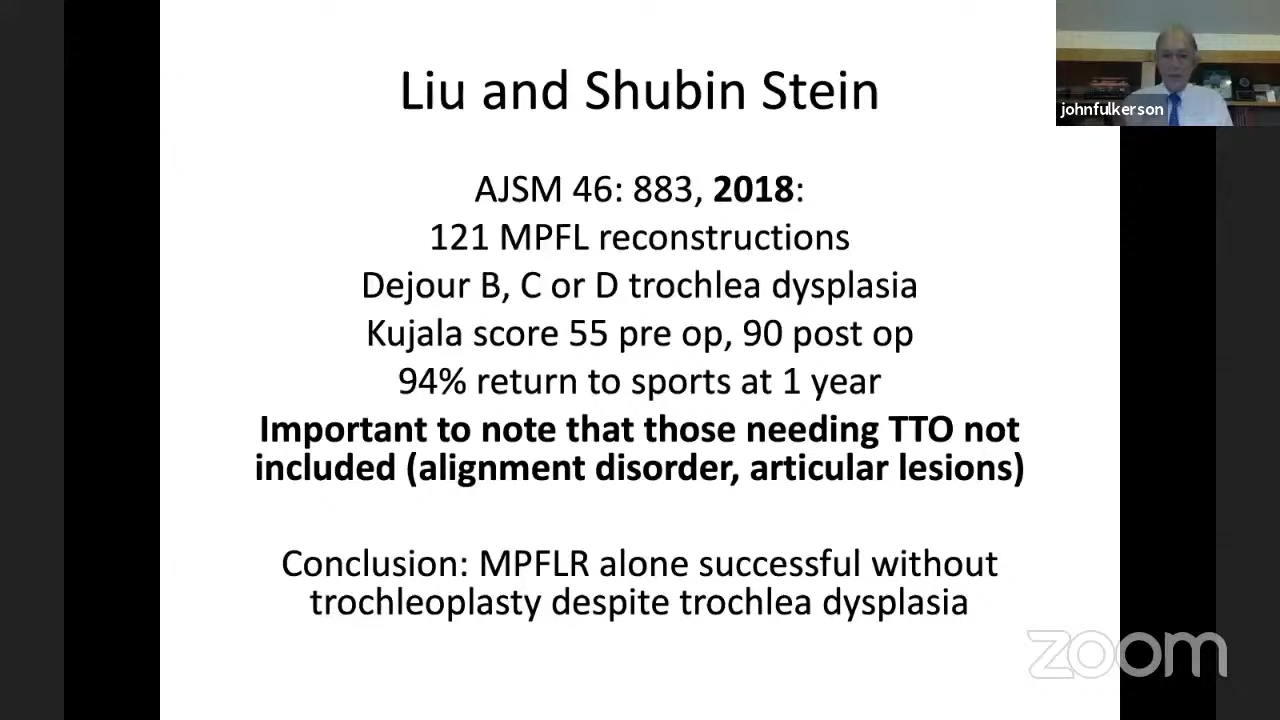 Liu and Shubin Stein
johnfulkerson
AJSM 46: 883, 2018:
121 MPFL reconstructions
Dejour B, C or D trochlea dysplasia
Kujala score 55 pre op, 90 post op
94% return to sports at 1 year
Important to note that those needing TTO not
included (alignment disorder, articular lesions)
Conclusion: MPFLR alone successful without
trochleoplasty despite trochlea dysplasia
zoom